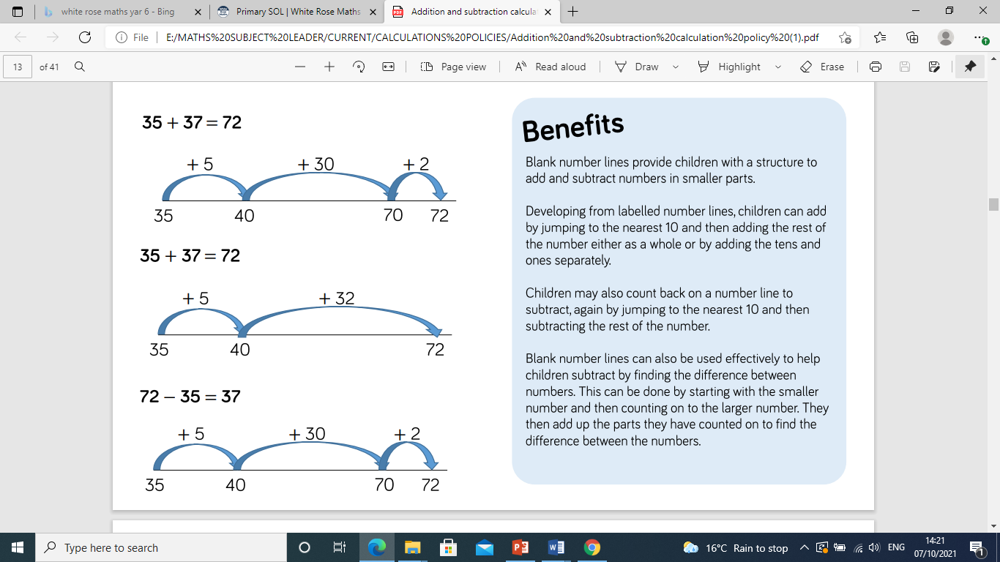 white rose maths yar 6 - Bing
Primary SOL | White Rose Maths
Addition and subtraction calcula
File
E:/MATHS%20SUBJECT%20LEADER/CURRENT/CALCULATIONS%20POLICIES/Addition%20and%20subtraction%20calculation%20policy%20(1).pdf
13 of 41
Page view
Read aloud
Draw
Highlight
Erase
35 + 37 = 72
+ 5 + 30 + 2
35 40 70 72
35 + 37 = 72
+ 5 + 32
35 40 72
72 − 35 = 37
+ 5 + 30 + 2
35 40 70 72
Benefits
Blank number lines provide children with a structure to
add and subtract numbers in smaller parts.
Developing from labelled number lines, children can add
by jumping to the nearest 10 and then adding the rest of
the number either as a whole or by adding the tens and
ones separately.
Children may also count back on a number line to
subtract, again by jumping to the nearest 10 and then
subtracting the rest of the number.
Blank number lines can also be used effectively to help
children subtract by finding the difference between
numbers. This can be done by starting with the smaller
number and then counting on to the larger number. They
then add up the parts they have counted on to find the
difference between the numbers.
Type here to search
16°C Rain to stop
ENG
14:21
07/10/2021
1